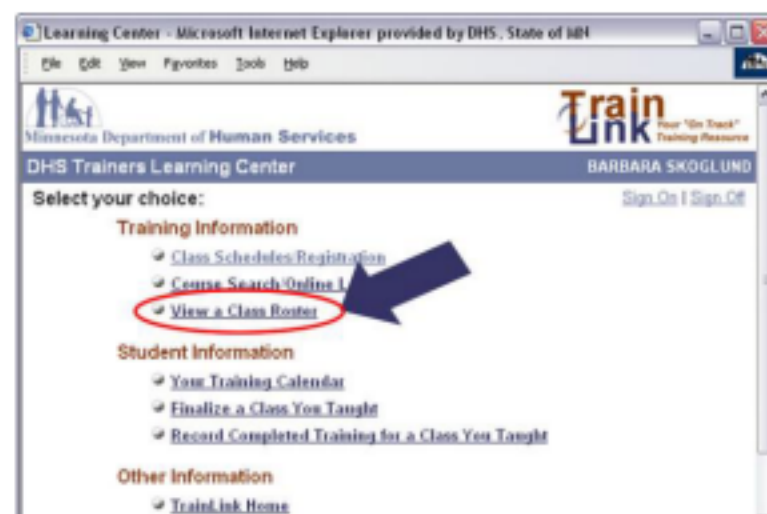 Learning Center - Microsoft Internet Explorer provided by DHS, State of MN
File Edit View Favorites Tools Help
Minnesota Department of Human Services
Train Link Your "On Track" Training Resource
DHS Trainers Learning Center BARBARA SKOGLUND
Select your choice: Sign On | Sign Off
Training Information
Class Schedules/Registration
Course Search/Online L
View a Class Roster
Student Information
Your Training Calendar
Finalize a Class You Taught
Record Completed Training for a Class You Taught
Other Information
TrainLink Home